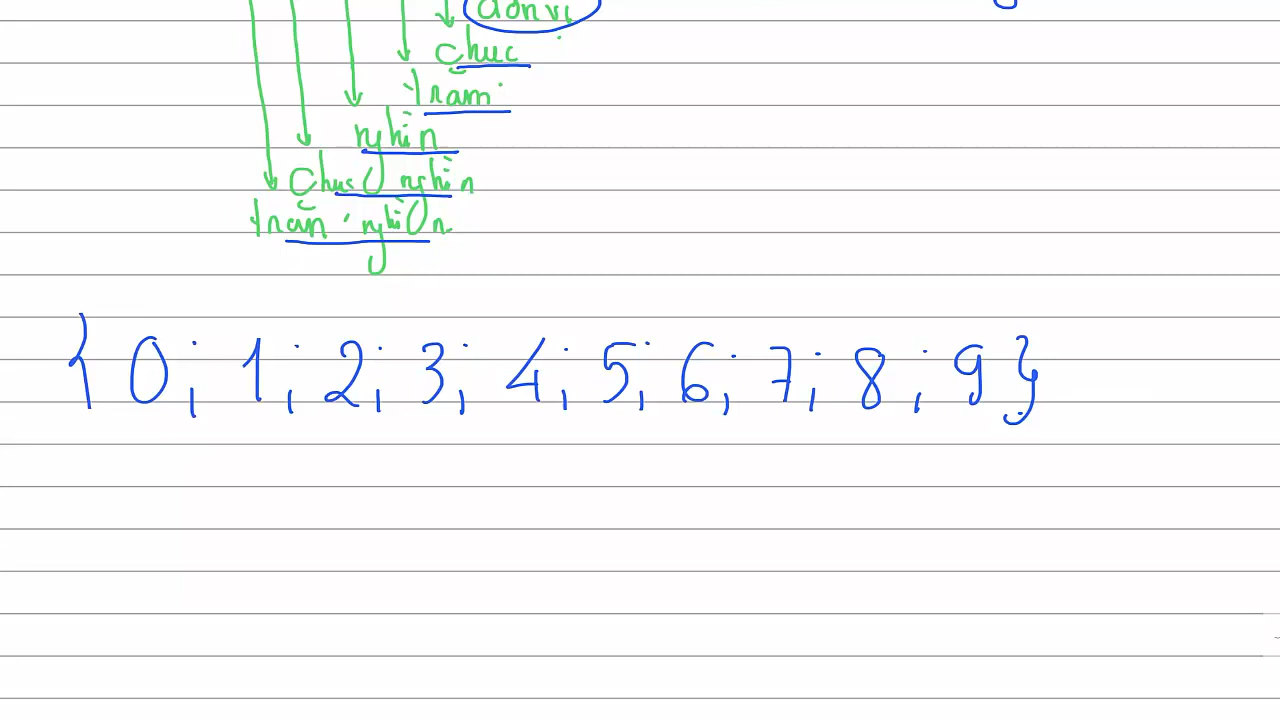 đơn vị
chục
trăm
nghìn
chục nghìn
trăm nghìn
{ 0; 1; 2; 3; 4; 5; 6; 7; 8; 9 }